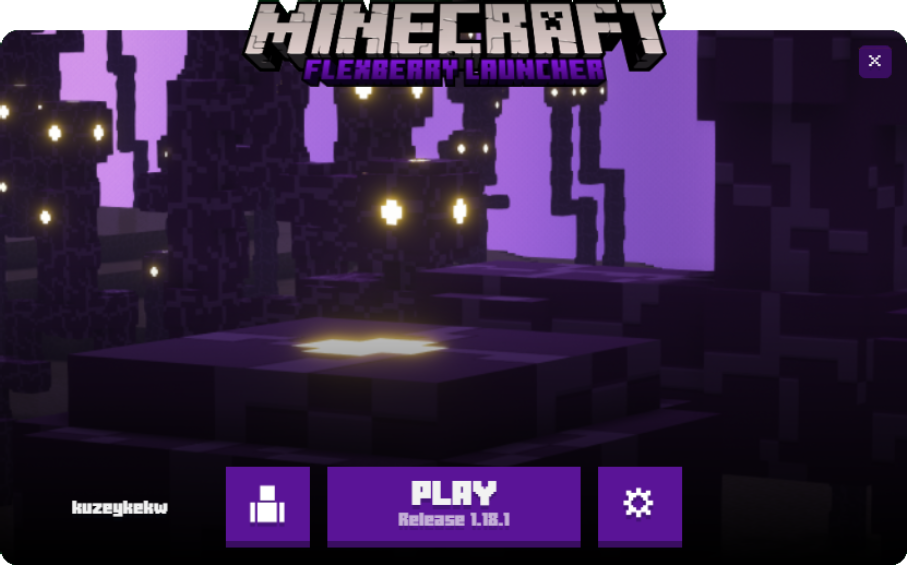 MINECRAFT
FLEXBERRY LAUNCHER
kuzeykekw
PLAY
Release 1.18.1